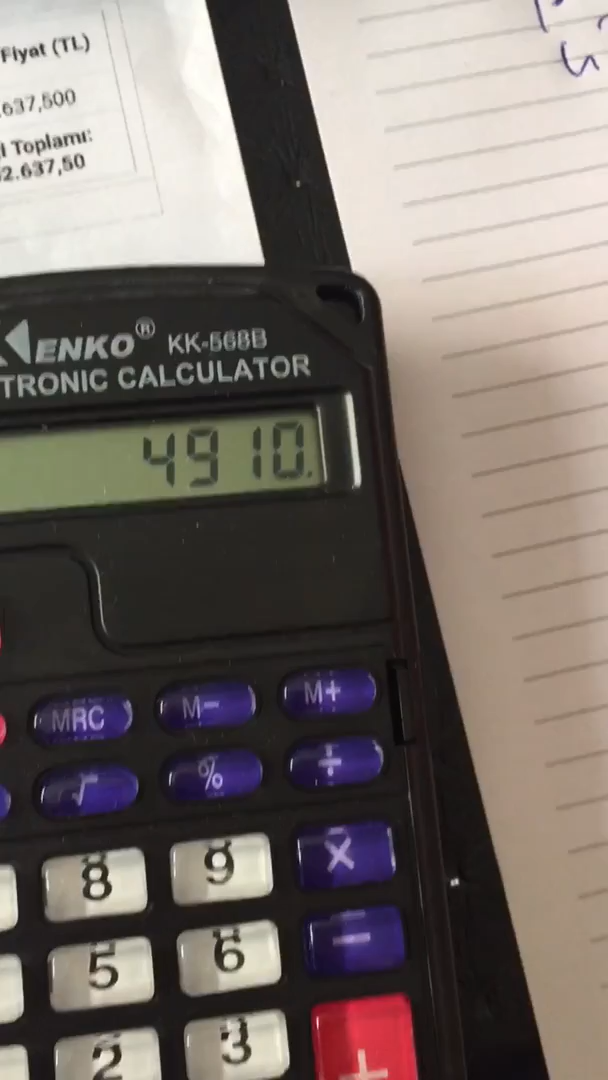 Fiyat (TL)
.637,500
l Toplamı:
2.637,50
KENKO® KK-568B
TRONIC CALCULATOR
4910.
MRC M- M+
√ % ÷
8 9 ×
5 6 -
2 3 +